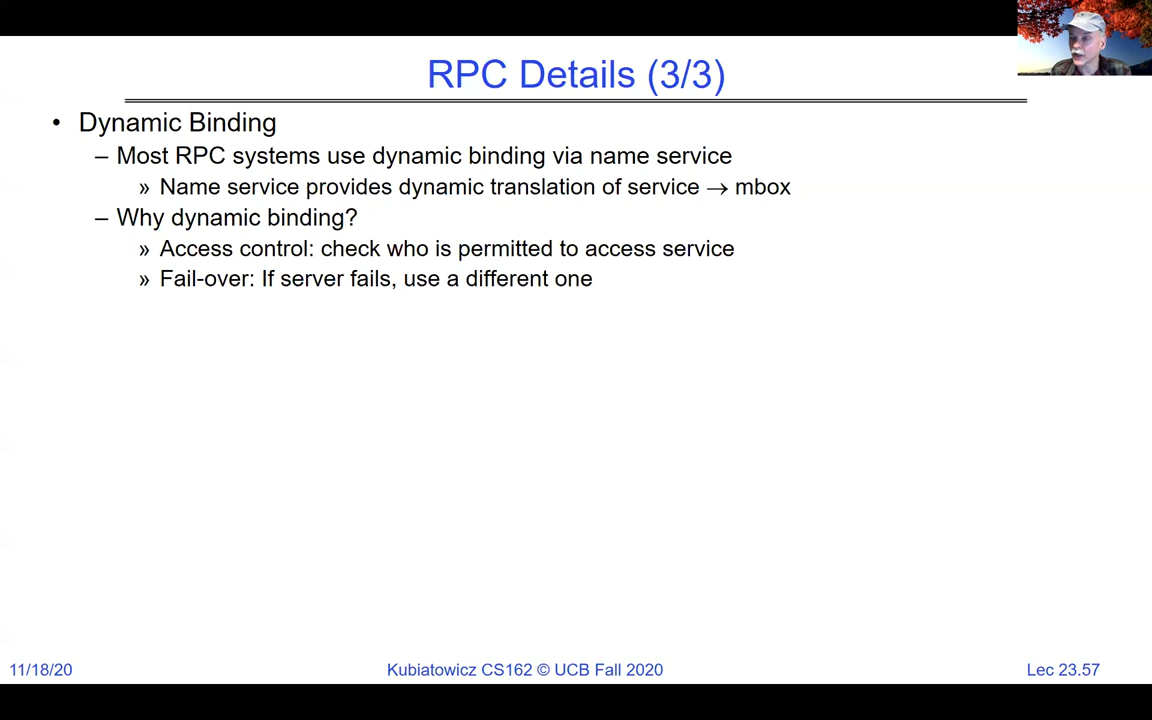 RPC Details (3/3)
• Dynamic Binding
– Most RPC systems use dynamic binding via name service
» Name service provides dynamic translation of service → mbox
– Why dynamic binding?
» Access control: check who is permitted to access service
» Fail-over: If server fails, use a different one
11/18/20
Kubiatowicz CS162 © UCB Fall 2020
Lec 23.57